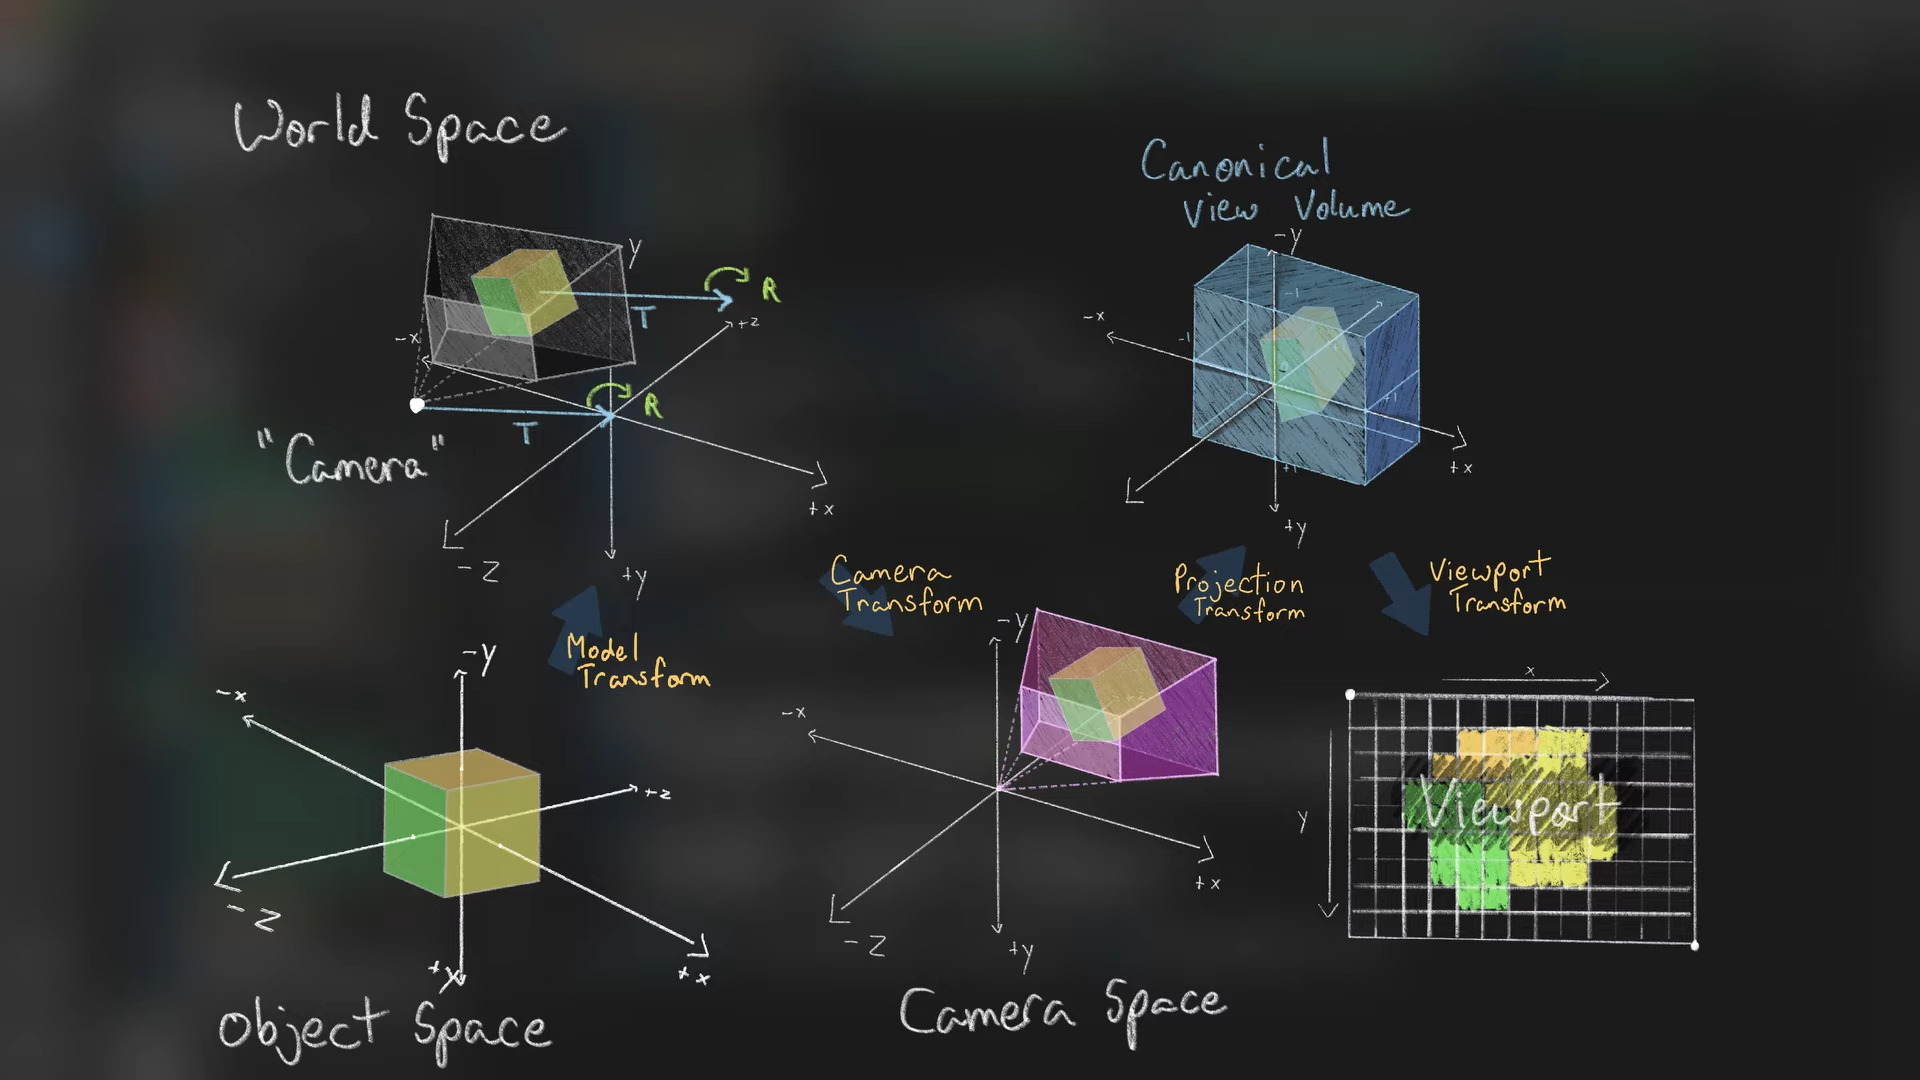 World Space
Y
R
T
+z
-x
R
T
"Camera"
+x
-z
+y
Model
Transform
-y
-x
+z
-z
+y
+x
Object Space
Camera
Transform
-y
-x
+x
-z
+y
Camera Space
Canonical
View Volume
-y
-x
-1
-1
+1
+1
+x
+y
Projection
Transform
Viewport
Transform
x
y
Viewport